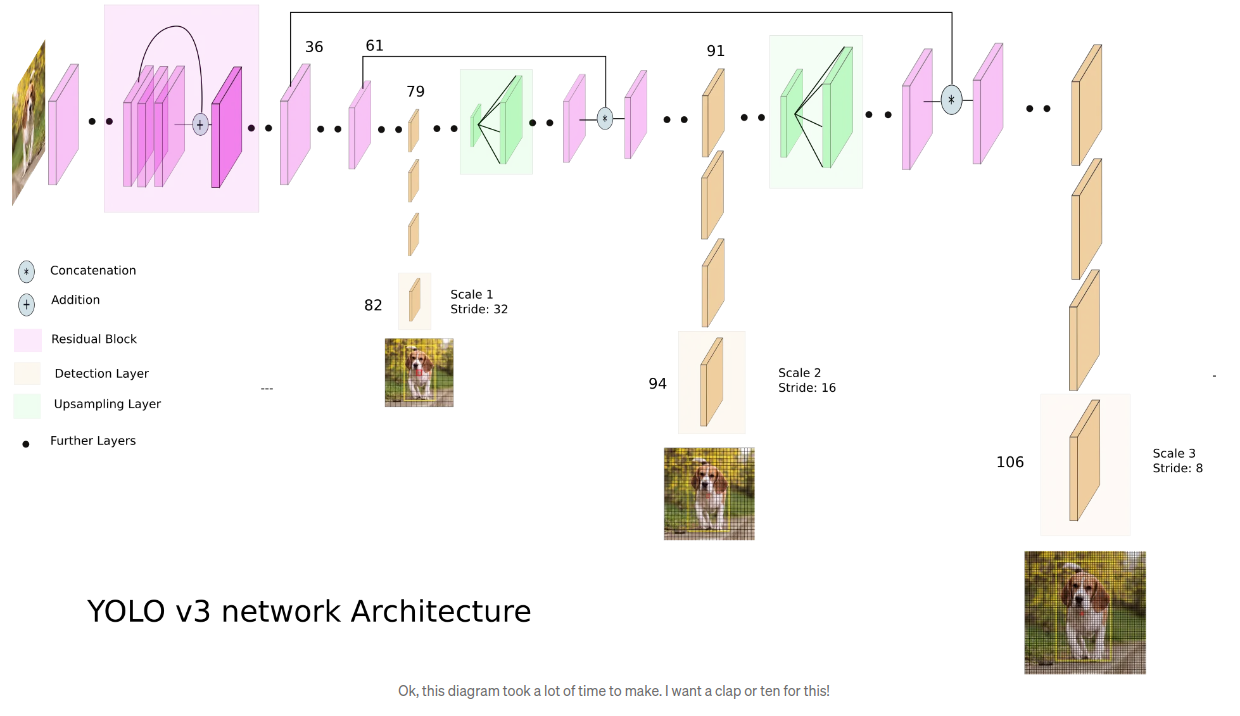 36
61
91
79
*
*
+
Concatenation
*
Addition
+
Scale 1
Stride: 32
82
Residual Block
Detection Layer
Scale 2
Stride: 16
94
---
-
Upsampling Layer
Further Layers
Scale 3
Stride: 8
106
YOLO v3 network Architecture
Ok, this diagram took a lot of time to make. I want a clap or ten for this!